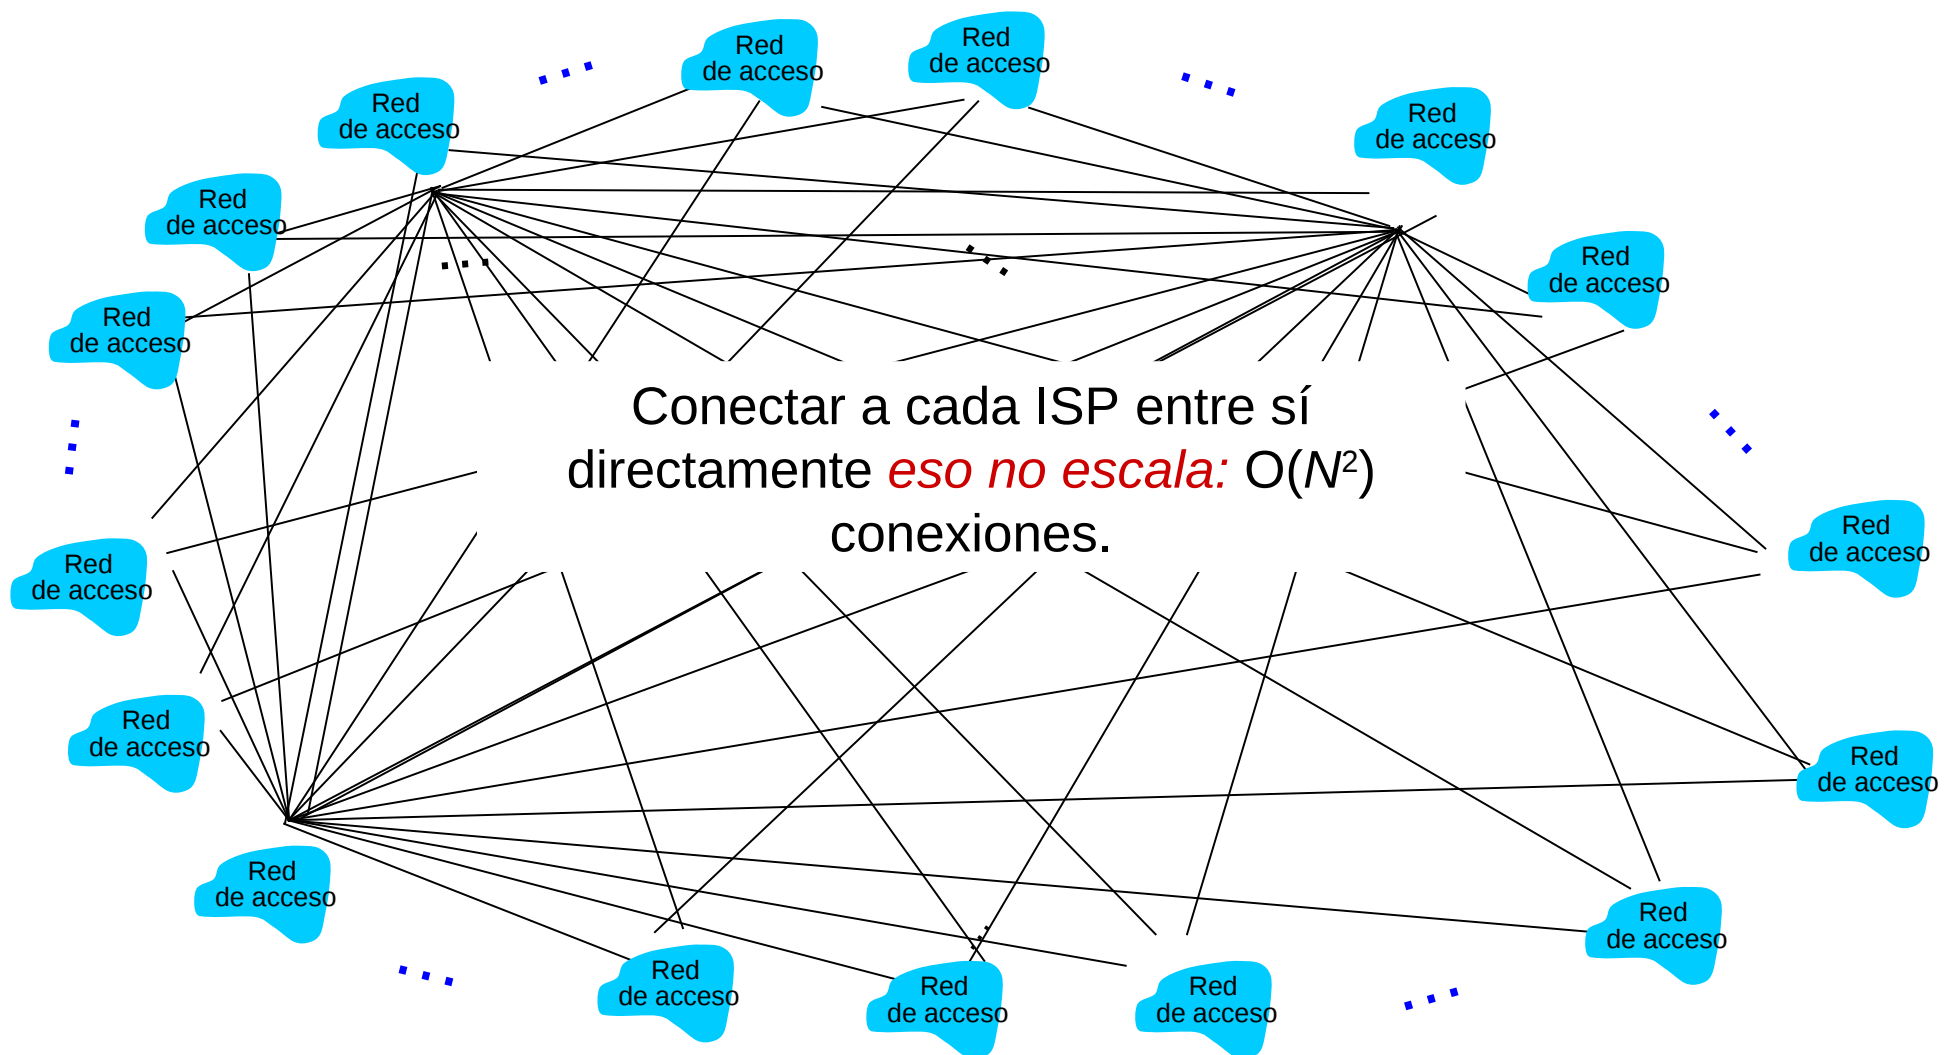 Red
de acceso
Red
de acceso
Red
de acceso
Red
de acceso
Red
de acceso
Red
de acceso
Red
de acceso
Red
de acceso
Conectar a cada ISP entre sí
directamente eso no escala: O(N²)
conexiones.
Red
de acceso
Red
de acceso
Red
de acceso
Red
de acceso
Red
de acceso
Red
de acceso
Red
de acceso
Red
de acceso
Red
de acceso